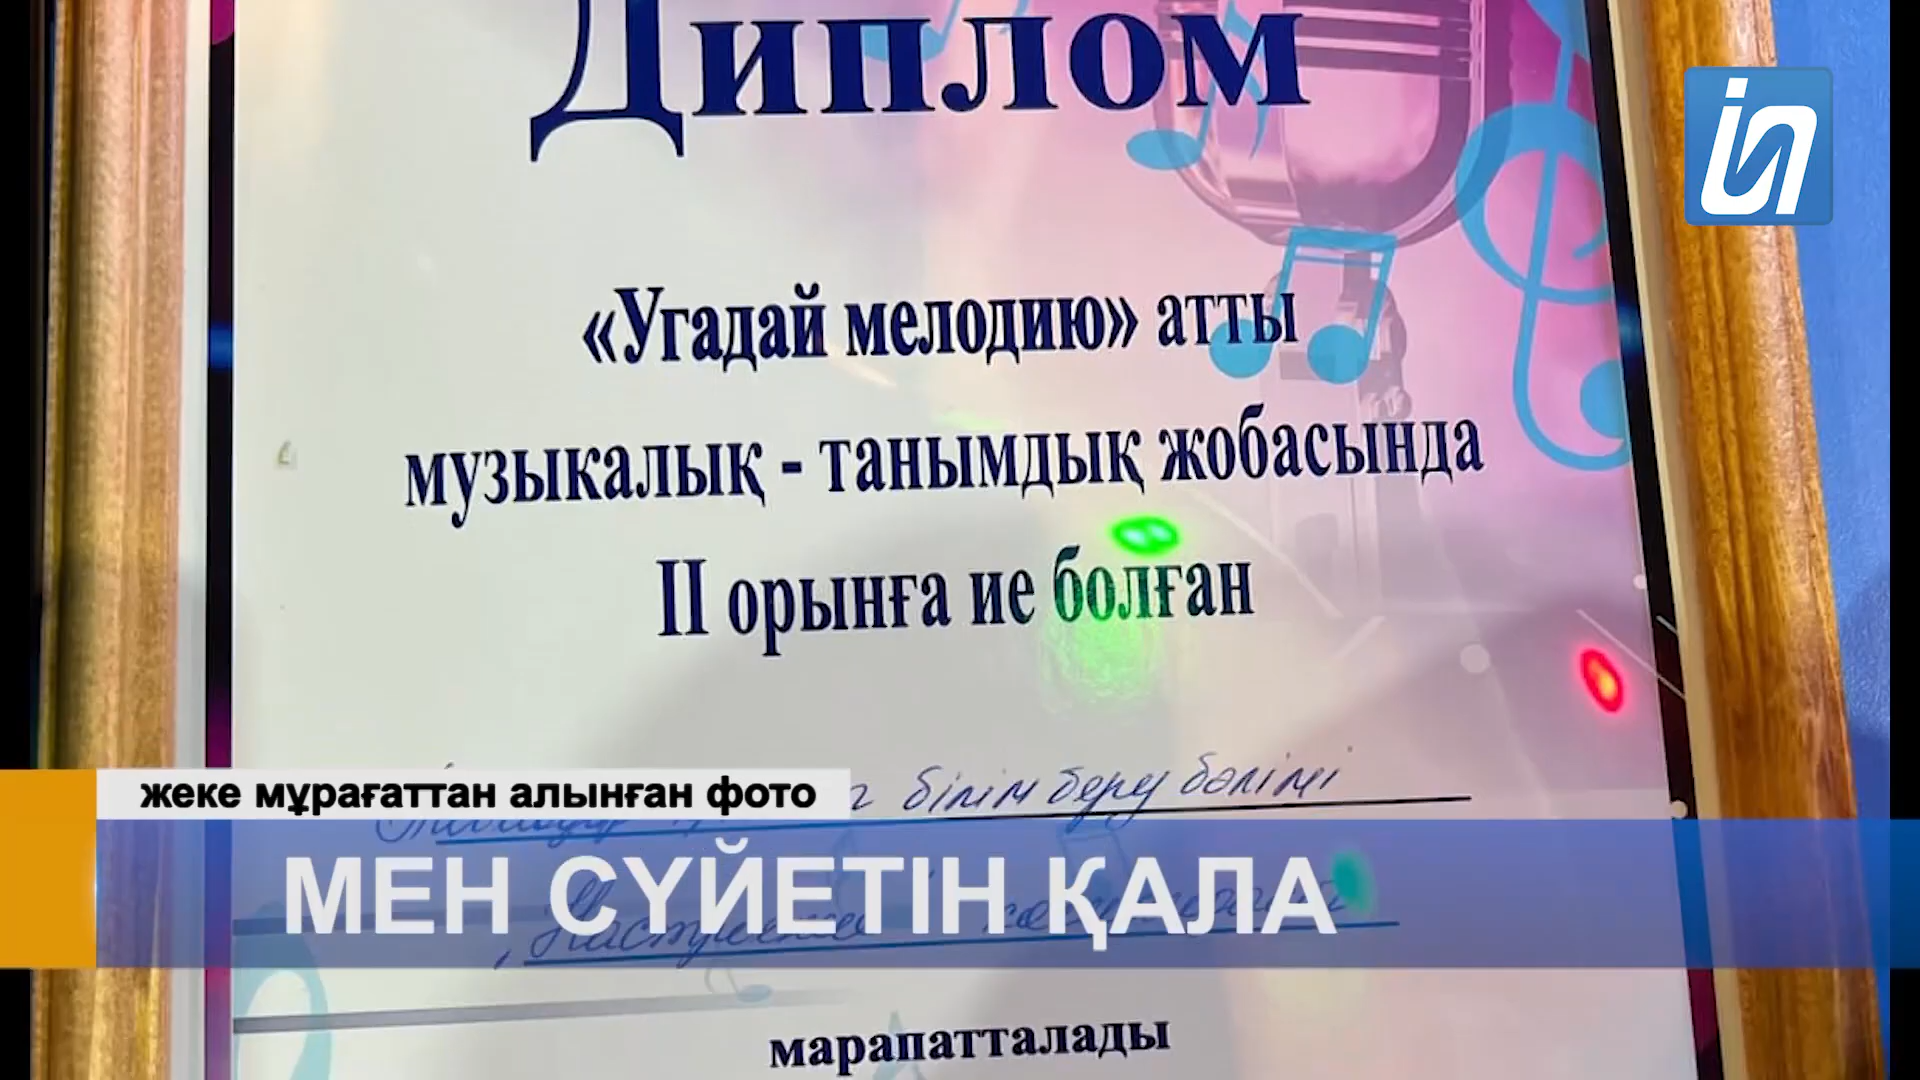 Диплом
«Угадай мелодию» атты
музыкалық - танымдық жобасында
II орынға ие болған
білім беру бөлімі
жеке мұрағаттан алынған фото
МЕН СҮЙЕТІН ҚАЛА
марапатталады